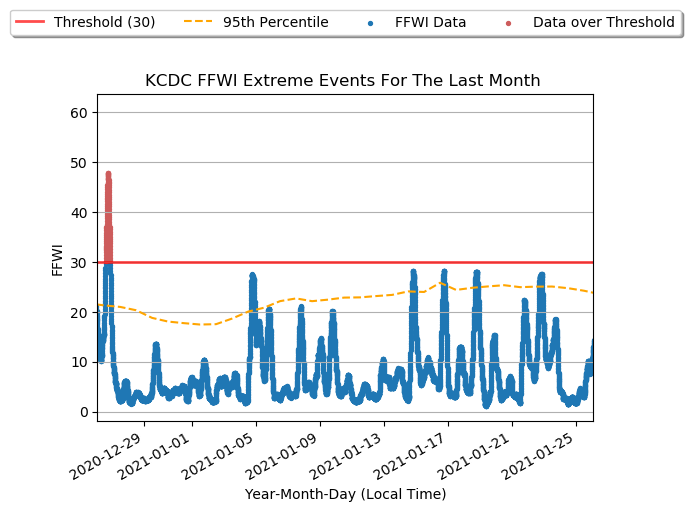 Threshold (30) 95th Percentile FFWI Data Data over Threshold
KCDC FFWI Extreme Events For The Last Month
60
50
40
30
20
10
0
FFWI
2020-12-29 2021-01-01 2021-01-05 2021-01-09 2021-01-13 2021-01-17 2021-01-21 2021-01-25
Year-Month-Day (Local Time)